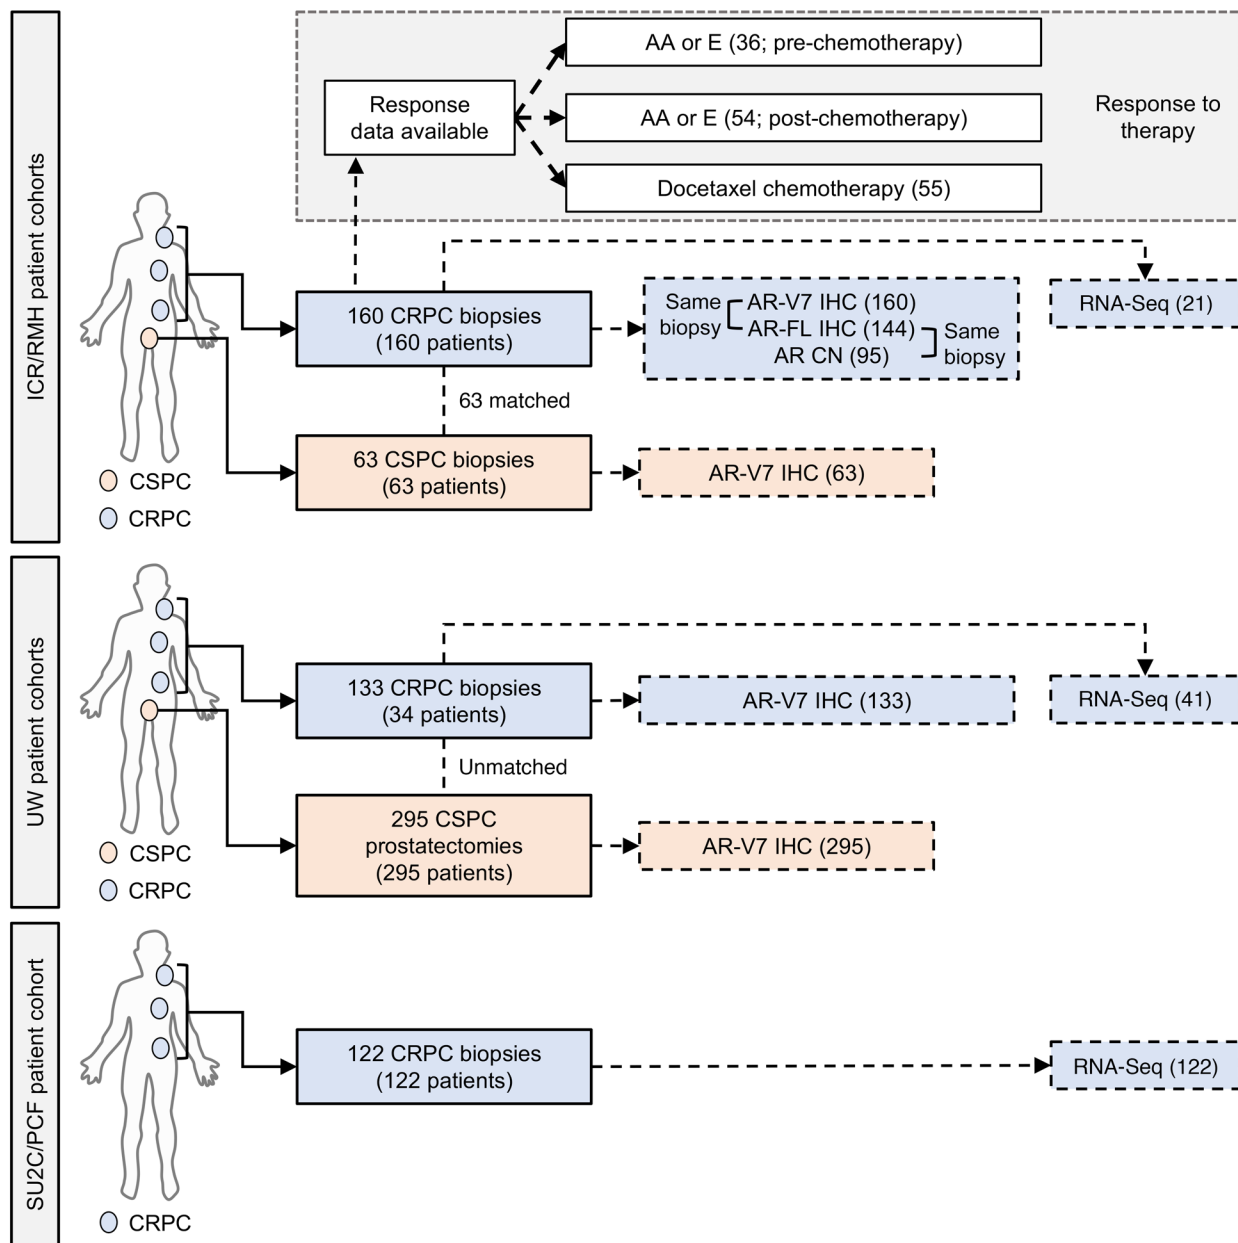 ICR/RMH patient cohorts
Response
data available
AA or E (36; pre-chemotherapy)
AA or E (54; post-chemotherapy)
Docetaxel chemotherapy (55)
Response to
therapy
160 CRPC biopsies
(160 patients)
Same
biopsy
AR-V7 IHC (160)
AR-FL IHC (144)
AR CN (95)
Same
biopsy
RNA-Seq (21)
63 matched
63 CSPC biopsies
(63 patients)
AR-V7 IHC (63)
CSPC
CRPC
UW patient cohorts
133 CRPC biopsies
(34 patients)
AR-V7 IHC (133)
RNA-Seq (41)
Unmatched
295 CSPC
prostatectomies
(295 patients)
AR-V7 IHC (295)
CSPC
CRPC
SU2C/PCF patient cohort
122 CRPC biopsies
(122 patients)
RNA-Seq (122)
CRPC